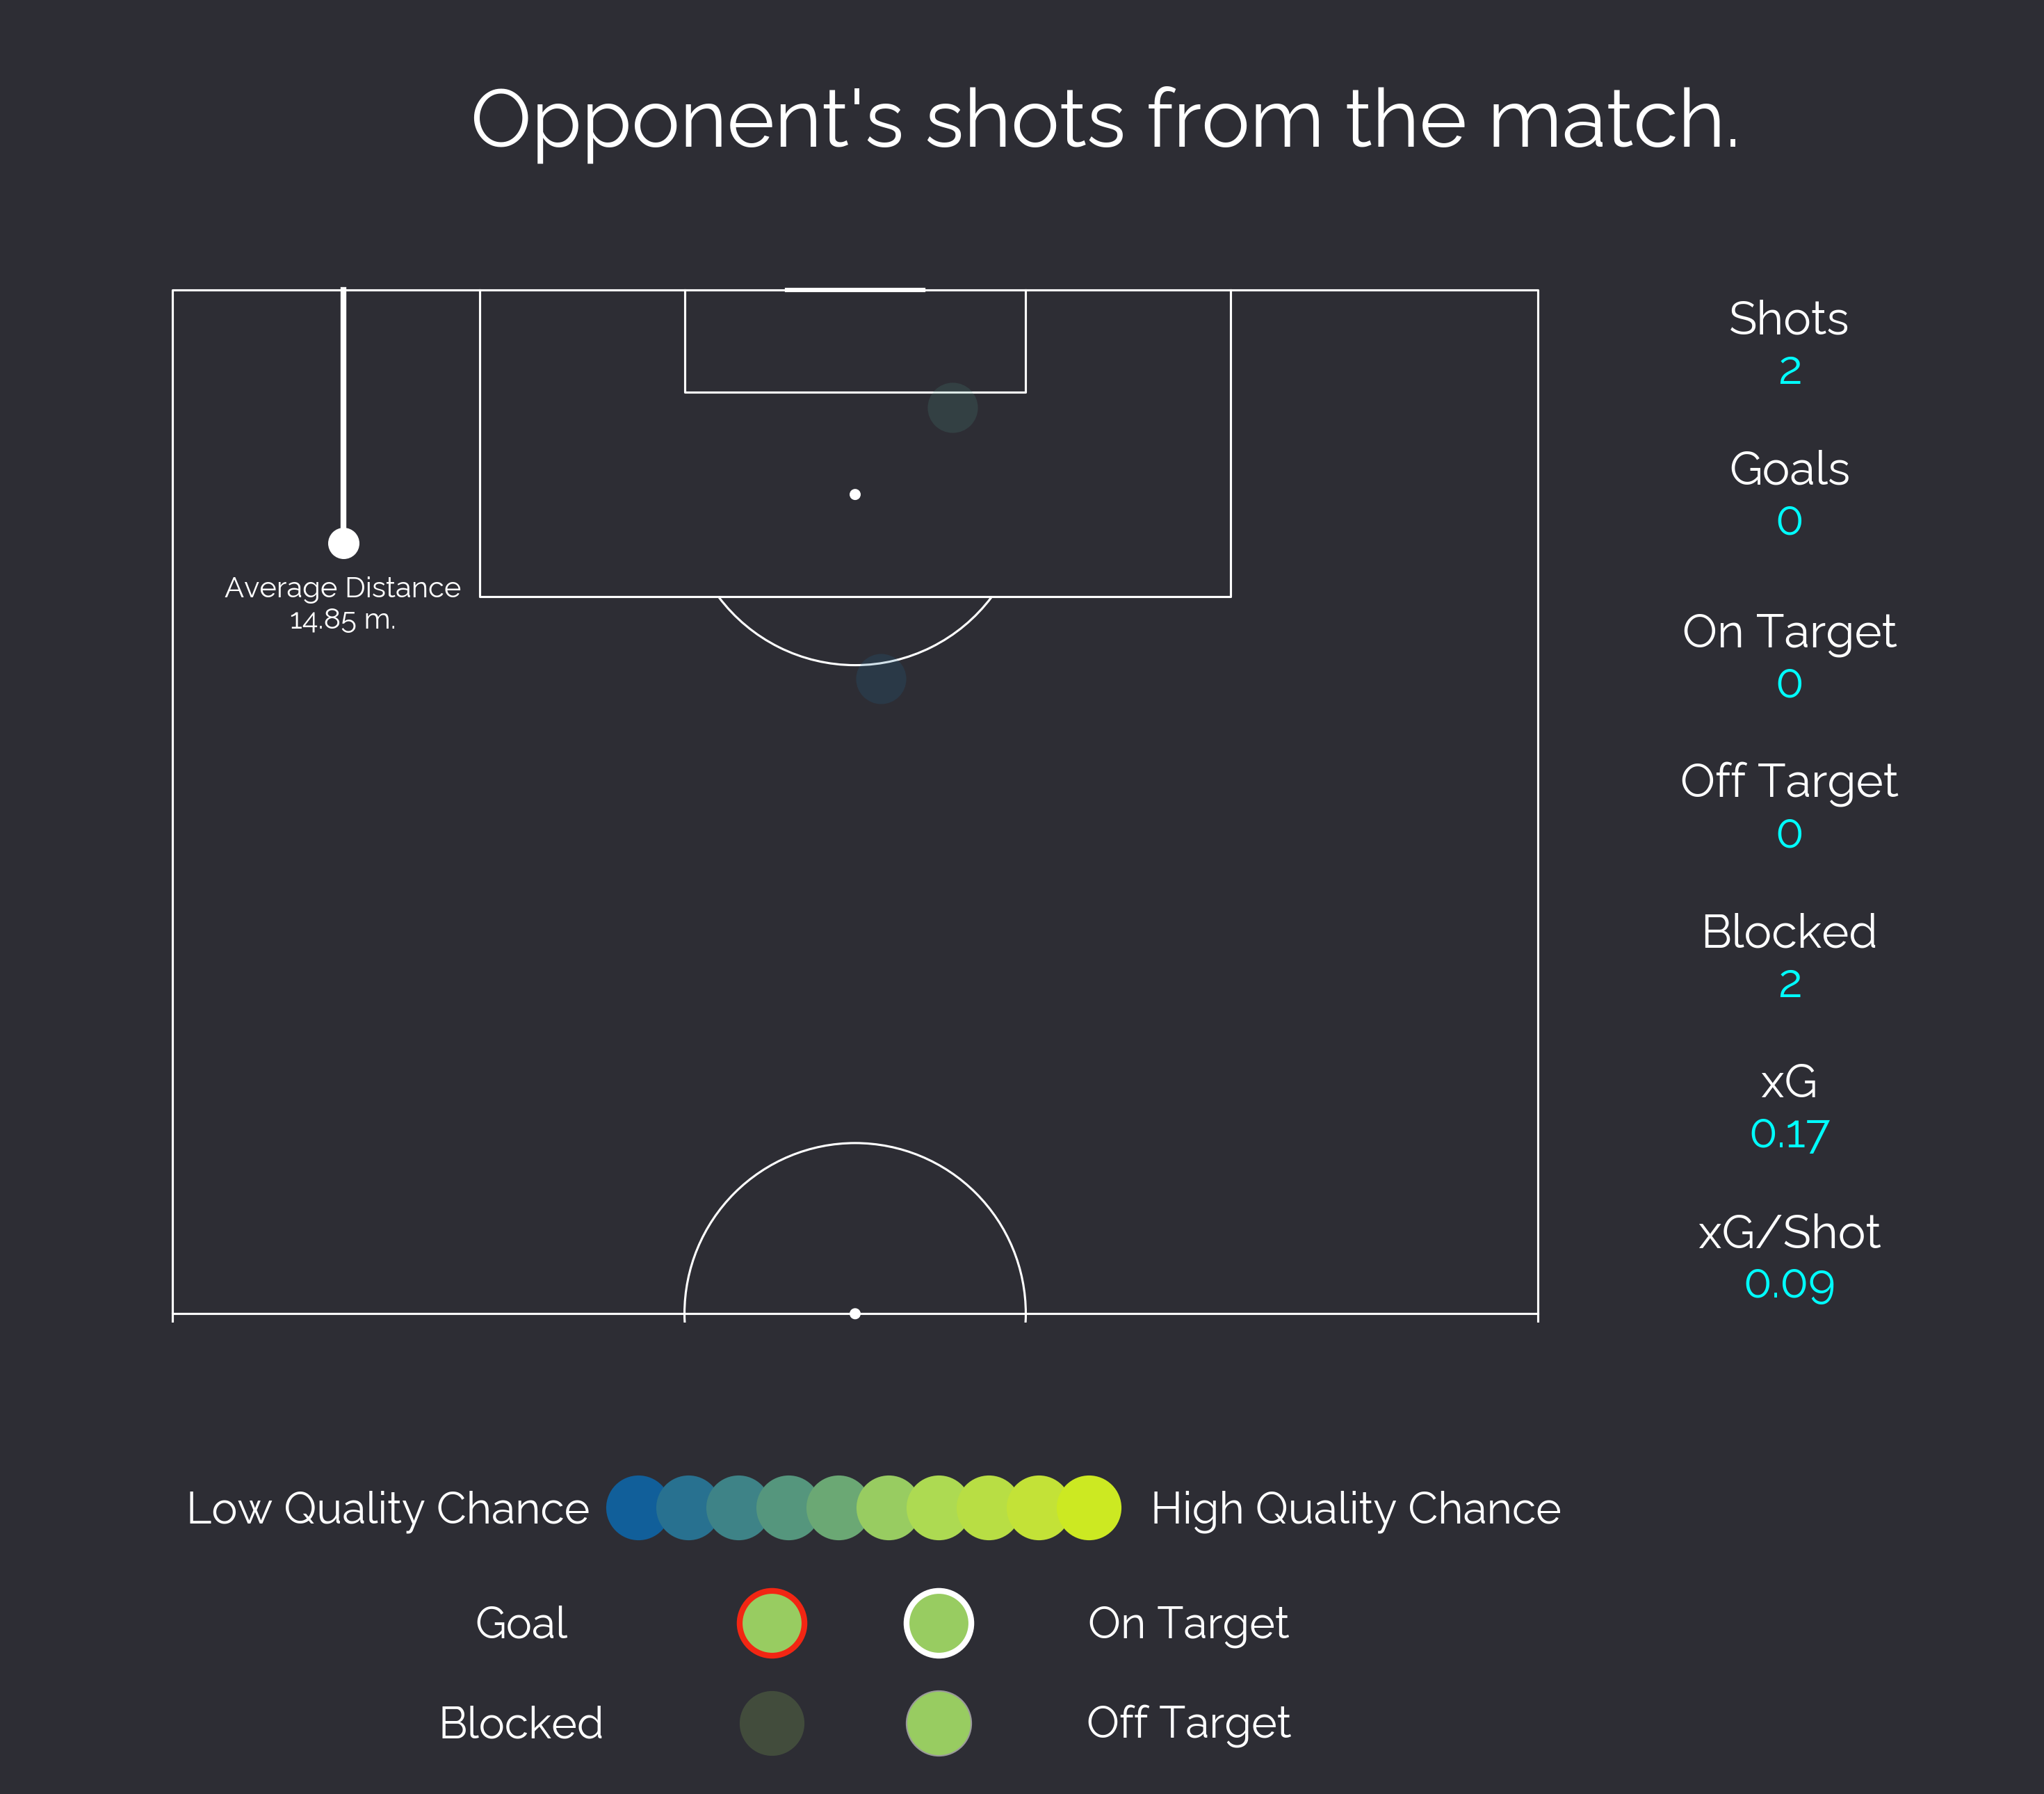 Opponent's shots from the match.
Average Distance
14.85 m.
Shots
2
Goals
0
On Target
0
Off Target
0
Blocked
2
xG
0.17
xG/Shot
0.09
Low Quality Chance
High Quality Chance
Goal
On Target
Blocked
Off Target